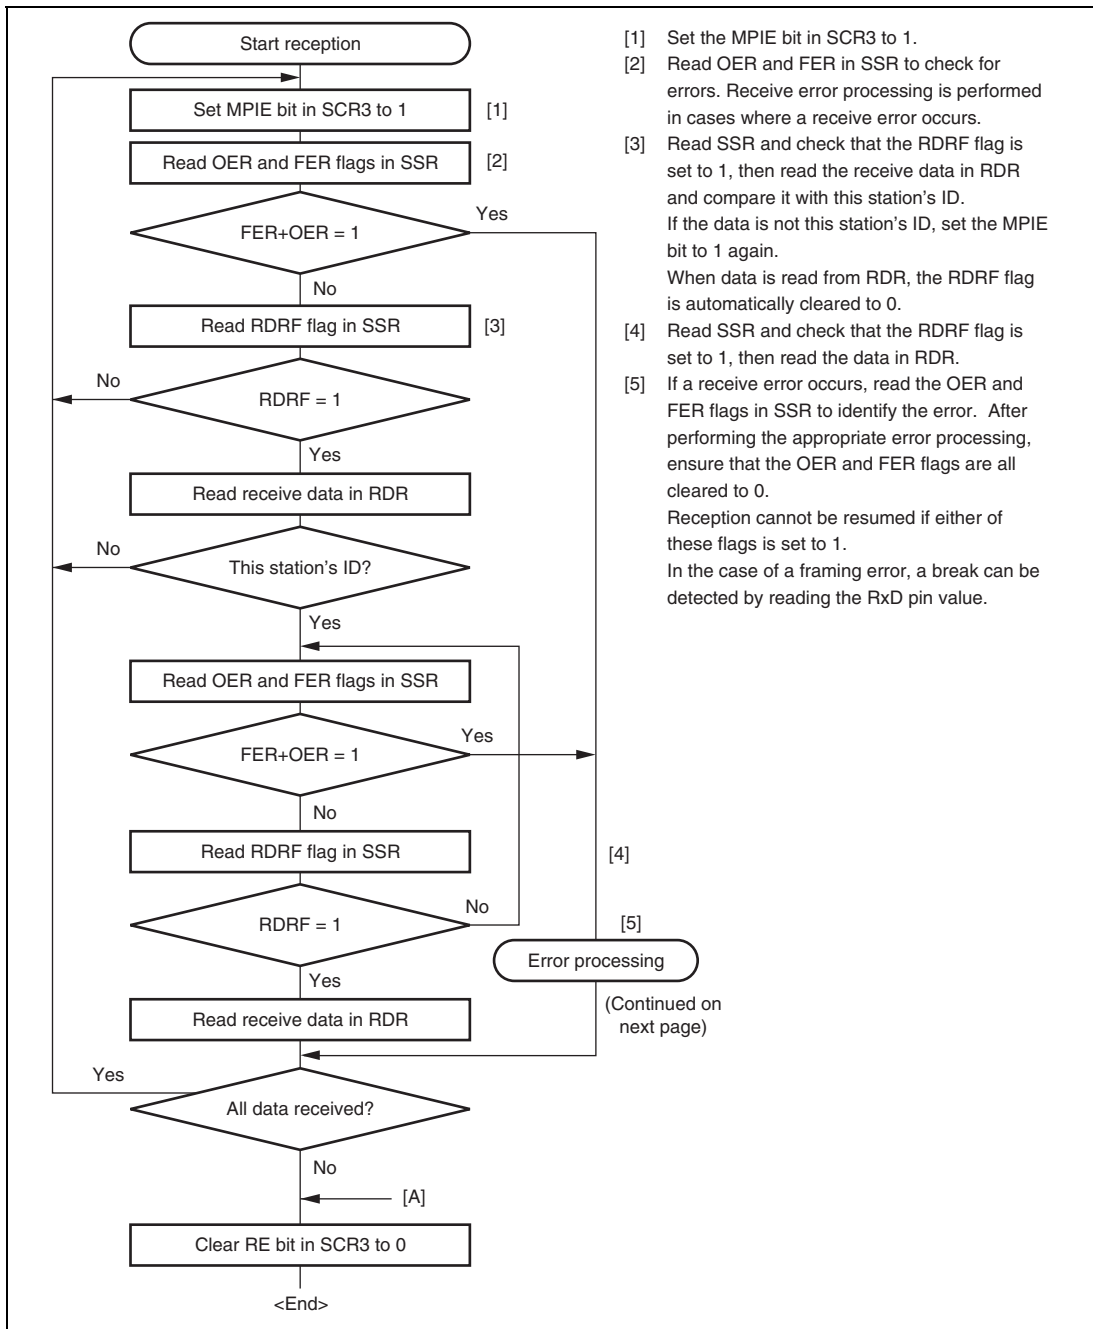 Start reception
Set MPIE bit in SCR3 to 1
[1]
Read OER and FER flags in SSR
[2]
Yes
FER+OER = 1
No
Read RDRF flag in SSR
[3]
No
RDRF = 1
Yes
Read receive data in RDR
No
This station's ID?
Yes
Read OER and FER flags in SSR
Yes
FER+OER = 1
No
Read RDRF flag in SSR
[4]
No
RDRF = 1
[5]
Error processing
Yes
(Continued on
next page)
Read receive data in RDR
Yes
All data received?
No
[A]
Clear RE bit in SCR3 to 0
<End>
[1] Set the MPIE bit in SCR3 to 1.
[2] Read OER and FER in SSR to check for
errors. Receive error processing is performed
in cases where a receive error occurs.
[3] Read SSR and check that the RDRF flag is
set to 1, then read the receive data in RDR
and compare it with this station's ID.
If the data is not this station's ID, set the MPIE
bit to 1 again.
When data is read from RDR, the RDRF flag
is automatically cleared to 0.
[4] Read SSR and check that the RDRF flag is
set to 1, then read the data in RDR.
[5] If a receive error occurs, read the OER and
FER flags in SSR to identify the error. After
performing the appropriate error processing,
ensure that the OER and FER flags are all
cleared to 0.
Reception cannot be resumed if either of
these flags is set to 1.
In the case of a framing error, a break can be
detected by reading the RxD pin value.